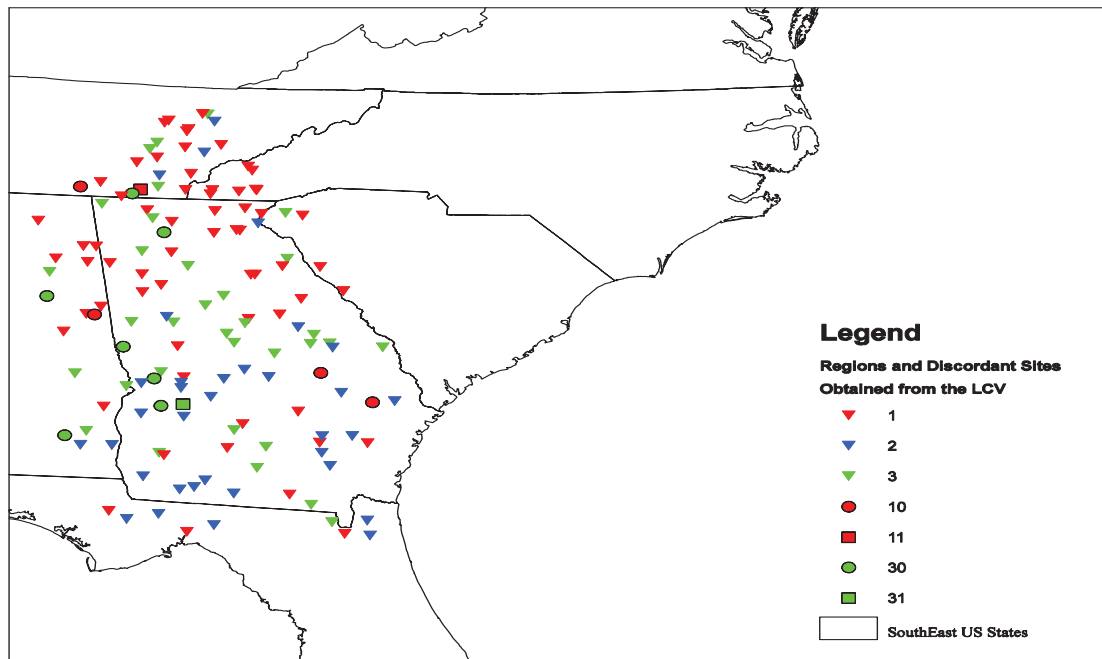 Legend
Regions and Discordant Sites
Obtained from the LCV
1
2
3
10
11
30
31
SouthEast US States